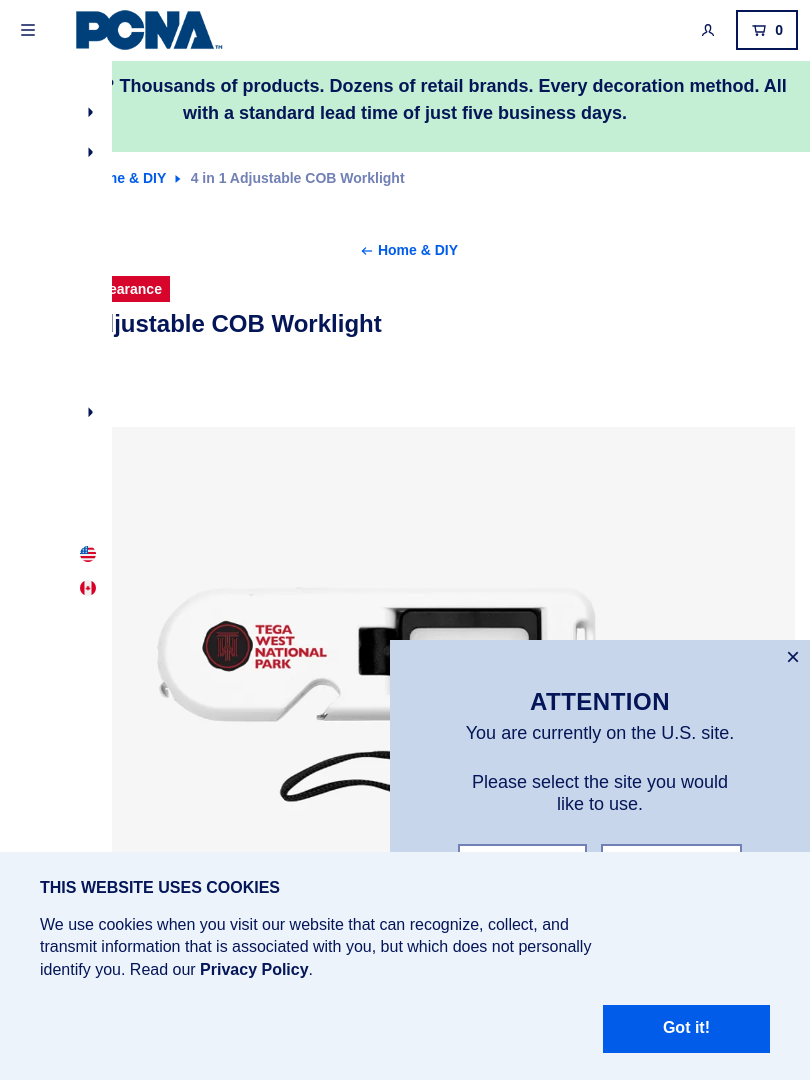 PCNA™
0
Thousands of products. Dozens of retail brands. Every decoration method. All
with a standard lead time of just five business days.
& DIY
4 in 1 Adjustable COB Worklight
Home & DIY
COB Worklight
TEGA
WEST
NATIONAL
PARK
ATTENTION
You are currently on the U.S. site.
Please select the site you would
like to use.
THIS WEBSITE USES COOKIES
We use cookies when you visit our website that can recognize, collect, and
transmit information that is associated with you, but which does not personally
identify you. Read our Privacy Policy.
Got it!